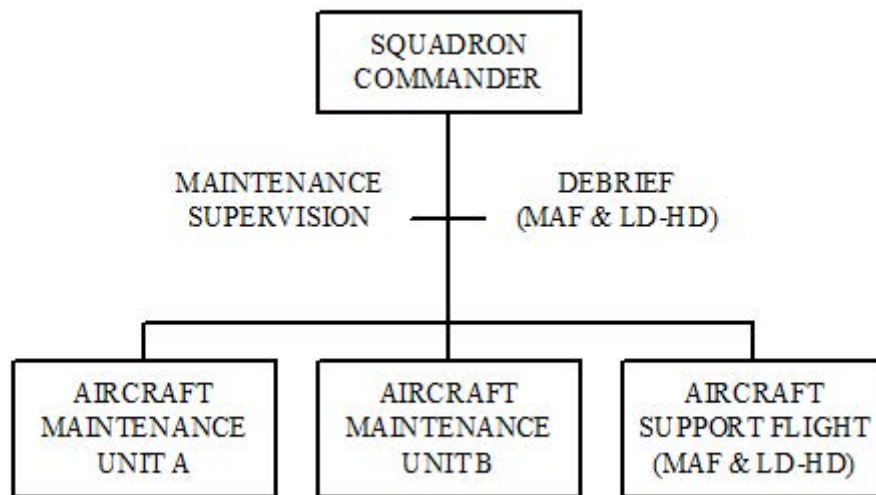 SQUADRON
COMMANDER
MAINTENANCE
SUPERVISION
DEBRIEF
(MAF & LD-HD)
AIRCRAFT
MAINTENANCE
UNIT A
AIRCRAFT
MAINTENANCE
UNIT B
AIRCRAFT
SUPPORT FLIGHT
(MAF & LD-HD)